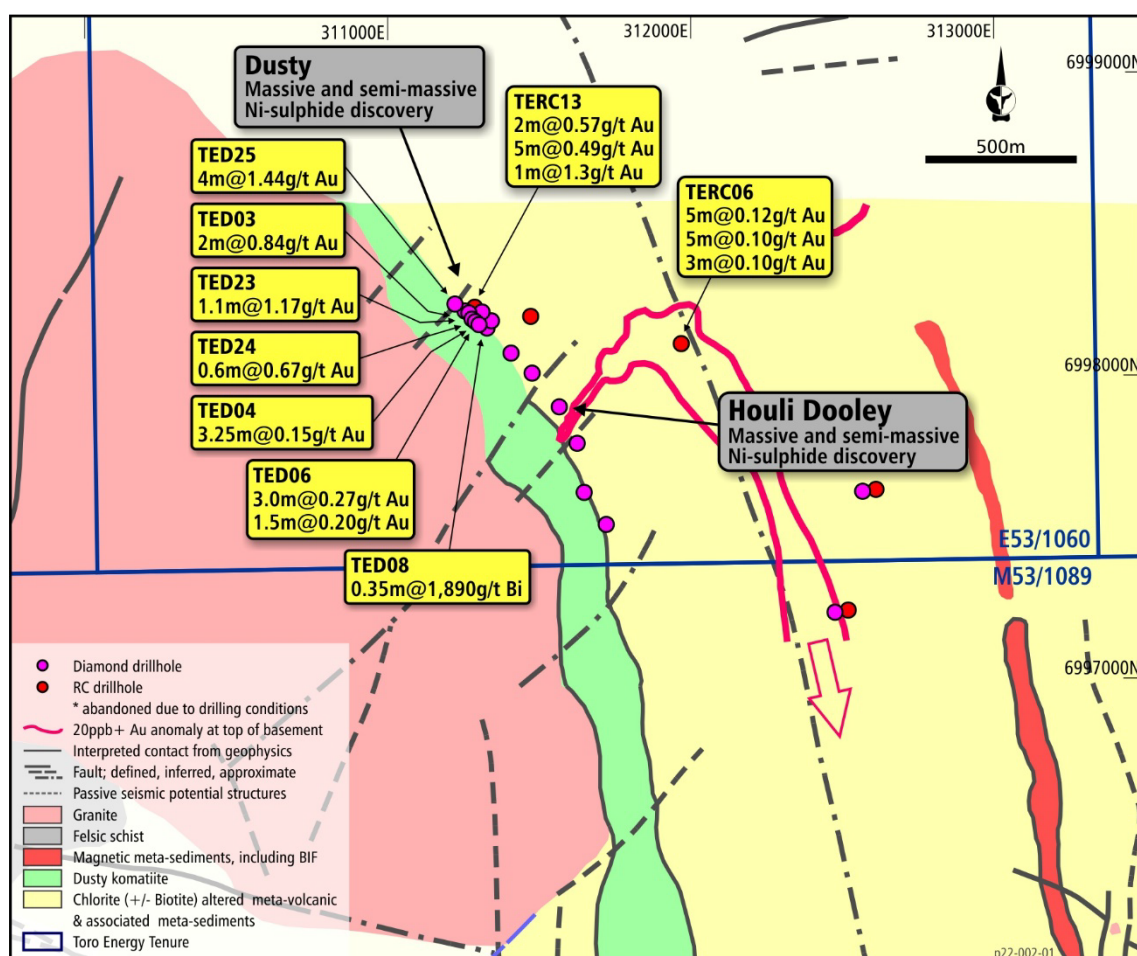 311000E
312000E
313000E
6999000N
Dusty
Massive and semi-massive
Ni-sulphide discovery
TERC13
2m@0.57g/t Au
5m@0.49g/t Au
1m@1.3g/t Au
500m
TED25
4m@1.44g/t Au
TERC06
5m@0.12g/t Au
5m@0.10g/t Au
3m@0.10g/t Au
TED03
2m@0.84g/t Au
TED23
1.1m@1.17g/t Au
TED24
0.6m@0.67g/t Au
6998000N
TED04
3.25m@0.15g/t Au
Houli Dooley
Massive and semi-massive
Ni-sulphide discovery
TED06
3.0m@0.27g/t Au
1.5m@0.20g/t Au
TED08
0.35m@1,890g/t Bi
E53/1060
M53/1089
6997000N
Diamond drillhole
RC drillhole
* abandoned due to drilling conditions
20ppb+ Au anomaly at top of basement
Interpreted contact from geophysics
Fault; defined, inferred, approximate
Passive seismic potential structures
Granite
Felsic schist
Magnetic meta-sediments, including BIF
Dusty komatiite
Chlorite (+/- Biotite) altered meta-volcanic
& associated meta-sediments
Toro Energy Tenure
p22-002-01